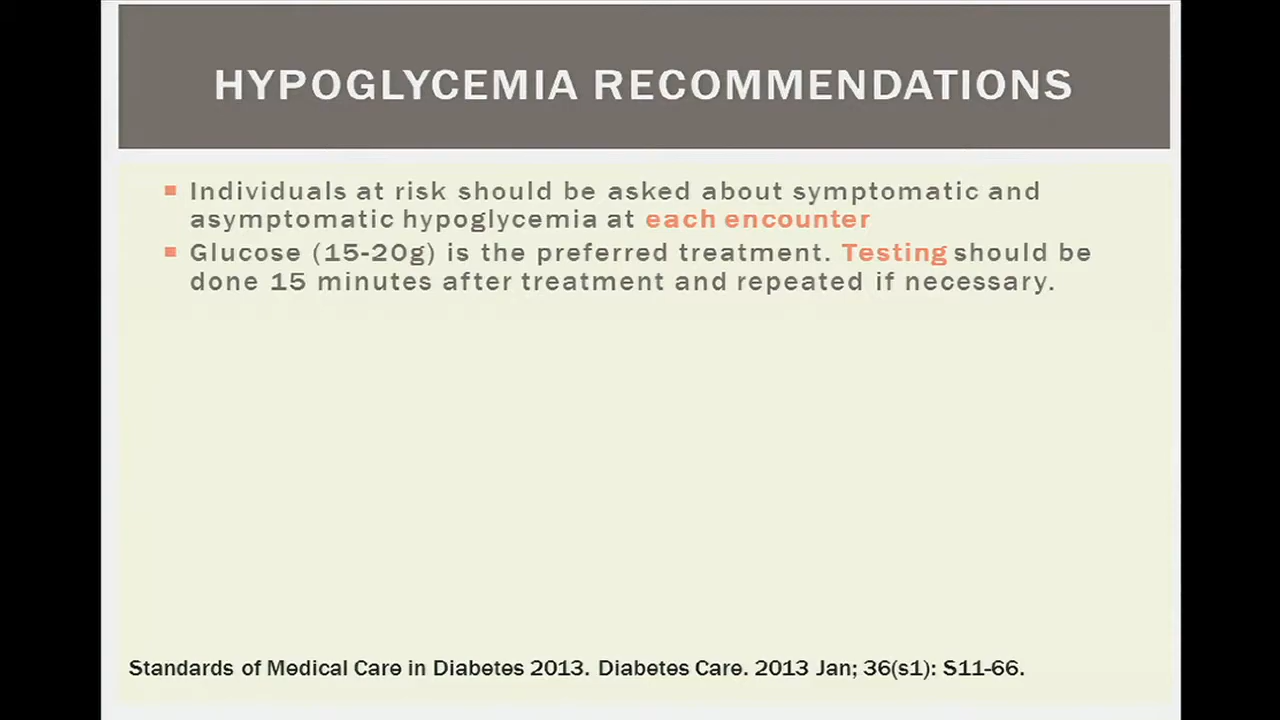 HYPOGLYCEMIA RECOMMENDATIONS
Individuals at risk should be asked about symptomatic and
asymptomatic hypoglycemia at each encounter
Glucose (15-20g) is the preferred treatment. Testing should be
done 15 minutes after treatment and repeated if necessary.
Standards of Medical Care in Diabetes 2013. Diabetes Care. 2013 Jan; 36(s1): S11-66.